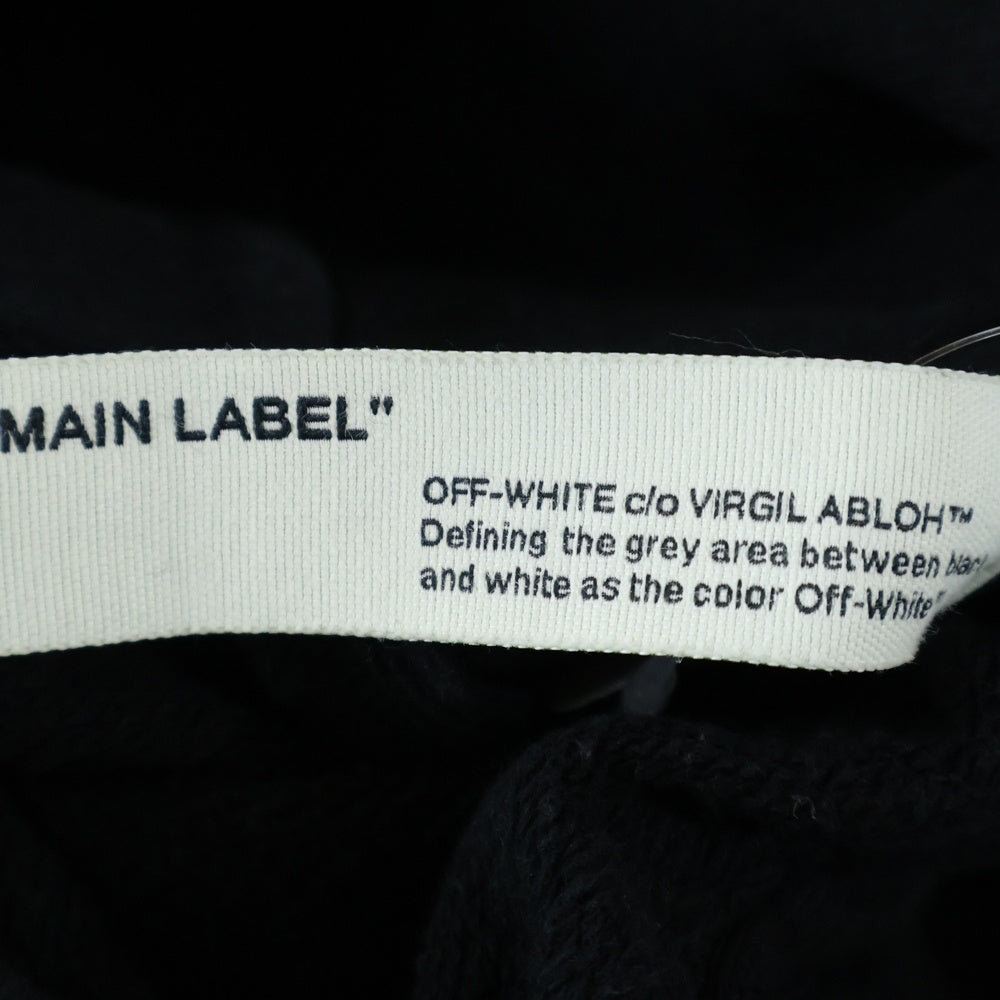 MAIN LABEL"
OFF-WHITE c/o VIRGIL ABLOH™
Defining the grey area between
and white as the color Off-White"